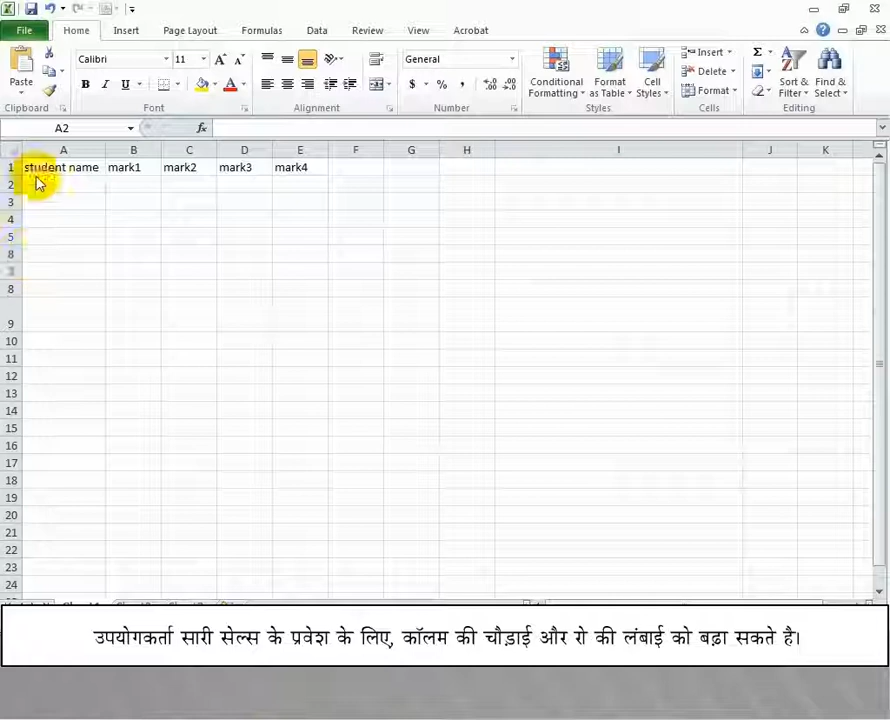 File Home Insert Page Layout Formulas Data Review View Acrobat
Calibri 11 General Insert
Paste B I U $ % , Conditional Formatting Format as Table Cell Styles Delete Format Sort & Filter Find & Select
Clipboard Font Alignment Number Styles Cells Editing
A2 fx
A B C D E F G H I J K
1 student name mark1 mark2 mark3 mark4
2
3
4
5
8
8
9
10
11
12
13
14
15
16
17
18
19
20
21
22
23
24
उपयोगकर्ता सारी सेल्स के प्रवेश के लिए, कॉलम की चौड़ाई और रो की लंबाई को बढ़ा सकते है।